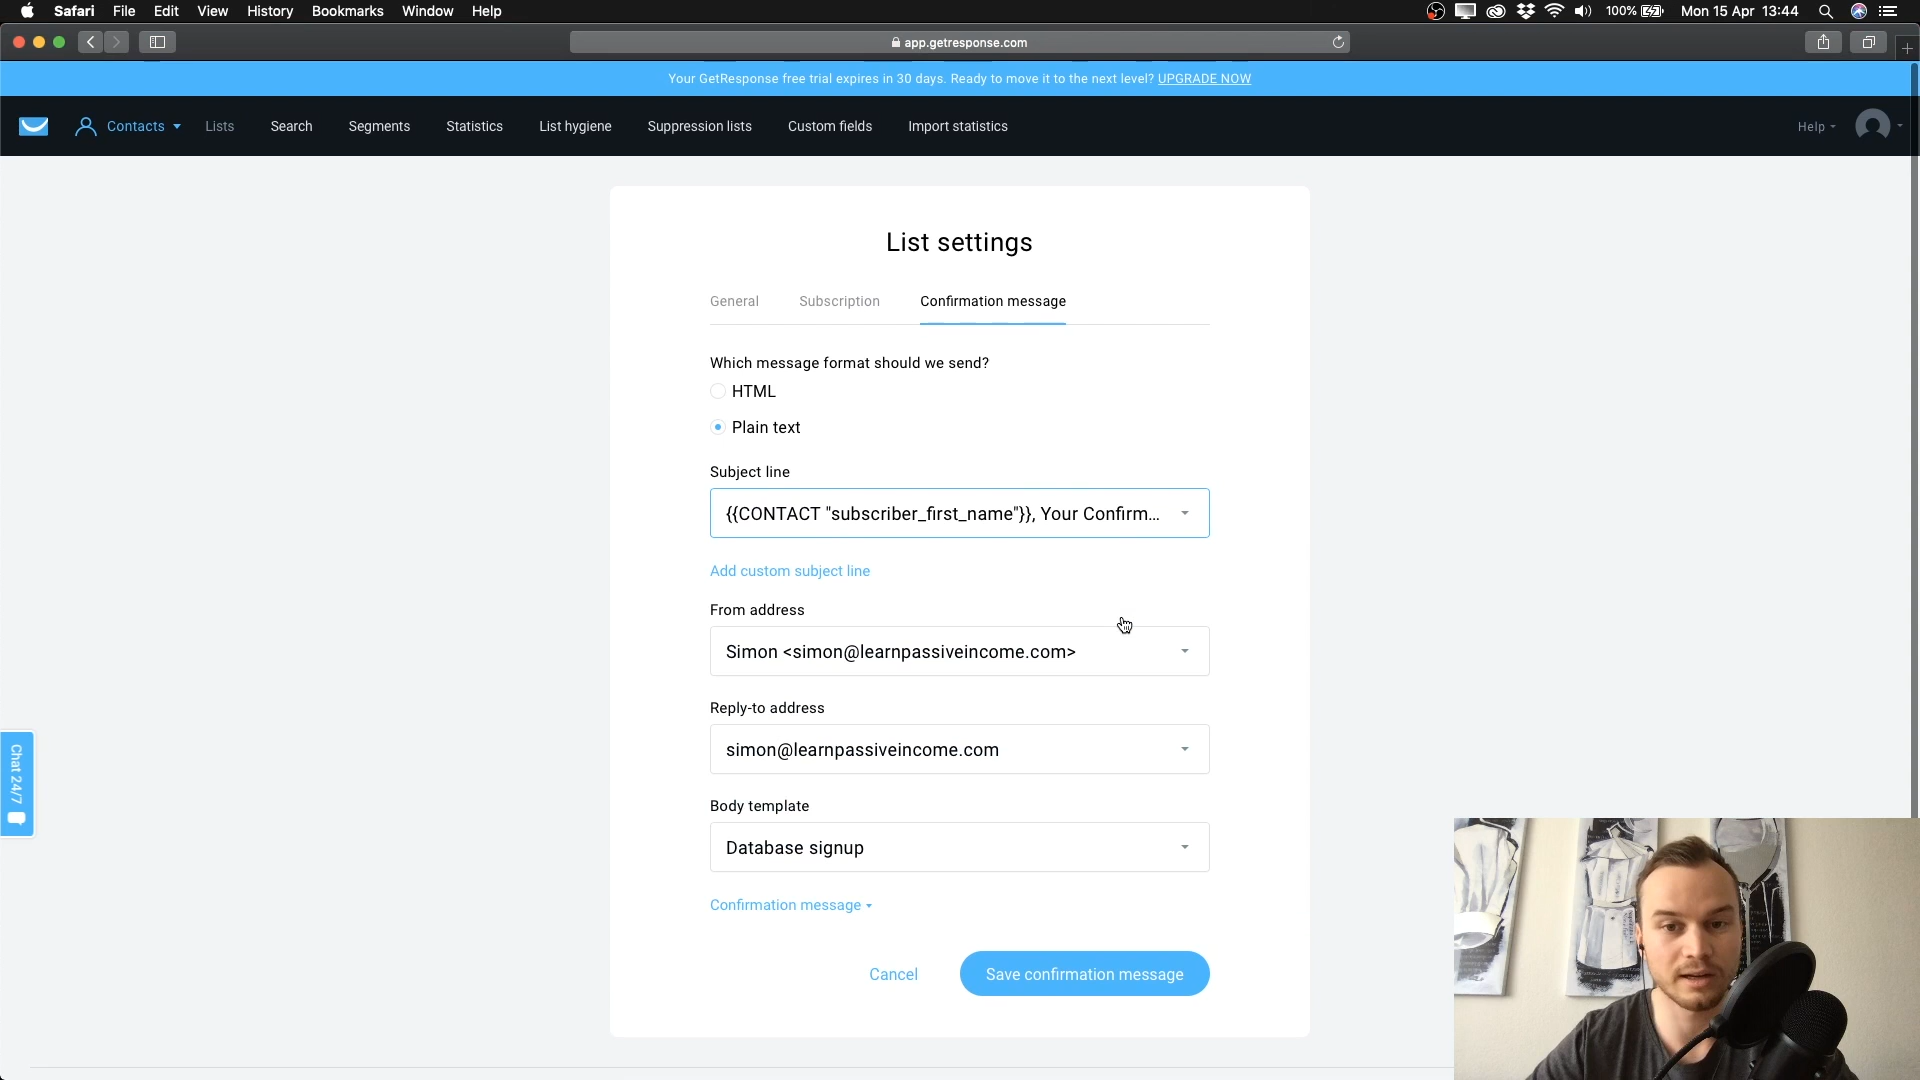 Safari File Edit View History Bookmarks Window Help
100% Mon 15 Apr 13:44
app.getresponse.com
Your GetResponse free trial expires in 30 days. Ready to move it to the next level? UPGRADE NOW
Contacts Lists Search Segments Statistics List hygiene Suppression lists Custom fields Import statistics Help
List settings
General Subscription Confirmation message
Which message format should we send?
HTML
Plain text
Subject line
{{CONTACT "subscriber_first_name"}}, Your Confirm...
Add custom subject line
From address
Simon <simon@learnpassiveincome.com>
Reply-to address
simon@learnpassiveincome.com
Body template
Database signup
Confirmation message
Cancel Save confirmation message
Chat 24/7